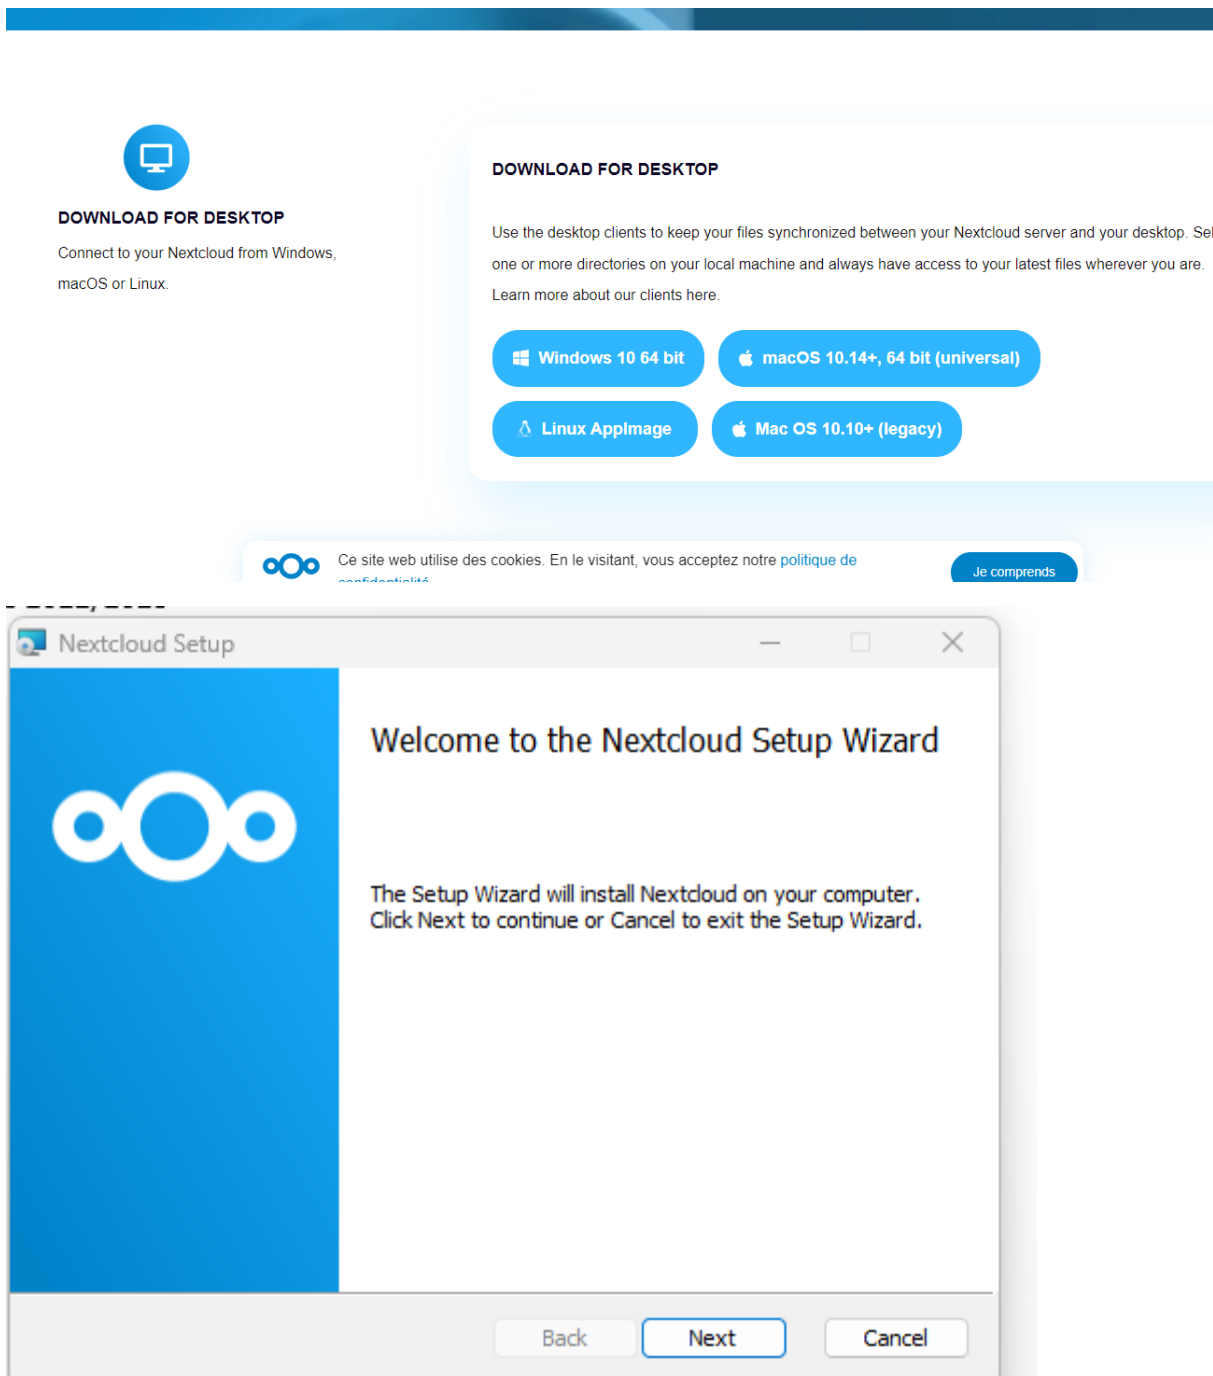 DOWNLOAD FOR DESKTOP
Connect to your Nextcloud from Windows,
macOS or Linux.
DOWNLOAD FOR DESKTOP
Use the desktop clients to keep your files synchronized between your Nextcloud server and your desktop.
one or more directories on your local machine and always have access to your latest files wherever you are.
Learn more about our clients here.
Windows 10 64 bit
macOS 10.14+, 64 bit (universal)
Linux AppImage
Mac OS 10.10+ (legacy)
Ce site web utilise des cookies. En le visitant, vous acceptez notre politique de
confidentialité
Je comprends
Nextcloud Setup
Welcome to the Nextcloud Setup Wizard
The Setup Wizard will install Nextcloud on your computer.
Click Next to continue or Cancel to exit the Setup Wizard.
Back
Next
Cancel